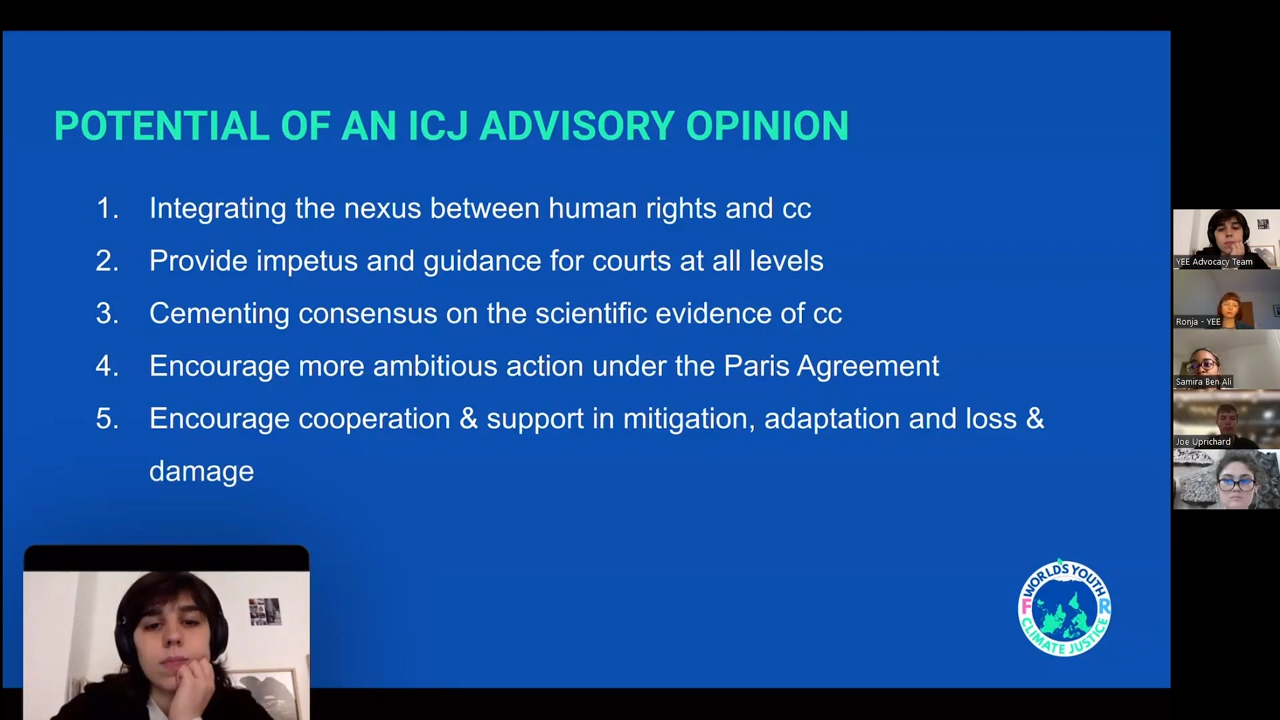 POTENTIAL OF AN ICJ ADVISORY OPINION
1. Integrating the nexus between human rights and cc
2. Provide impetus and guidance for courts at all levels
3. Cementing consensus on the scientific evidence of cc
4. Encourage more ambitious action under the Paris Agreement
5. Encourage cooperation & support in mitigation, adaptation and loss &
damage
WORLD'S YOUTH
F R
CLIMATE JUSTICE
YEE Advocacy Team
Ronja - YEE
Samira Ben Ali
Joe Uprichard